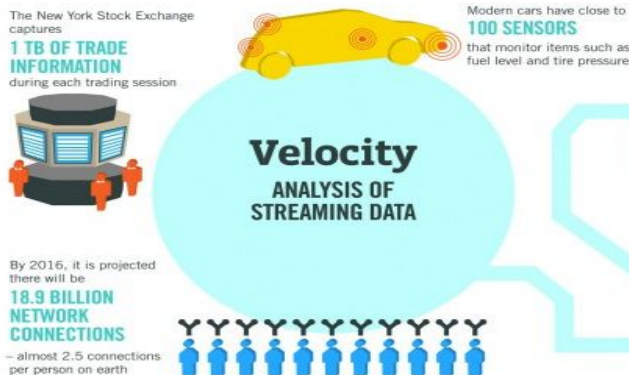 The New York Stock Exchange
captures
1 TB OF TRADE
INFORMATION
during each trading session
Modern cars have close to
100 SENSORS
that monitor items such as
fuel level and tire pressure
Velocity
ANALYSIS OF
STREAMING DATA
By 2016, it is projected
there will be
18.9 BILLION
NETWORK
CONNECTIONS
– almost 2.5 connections
per person on earth